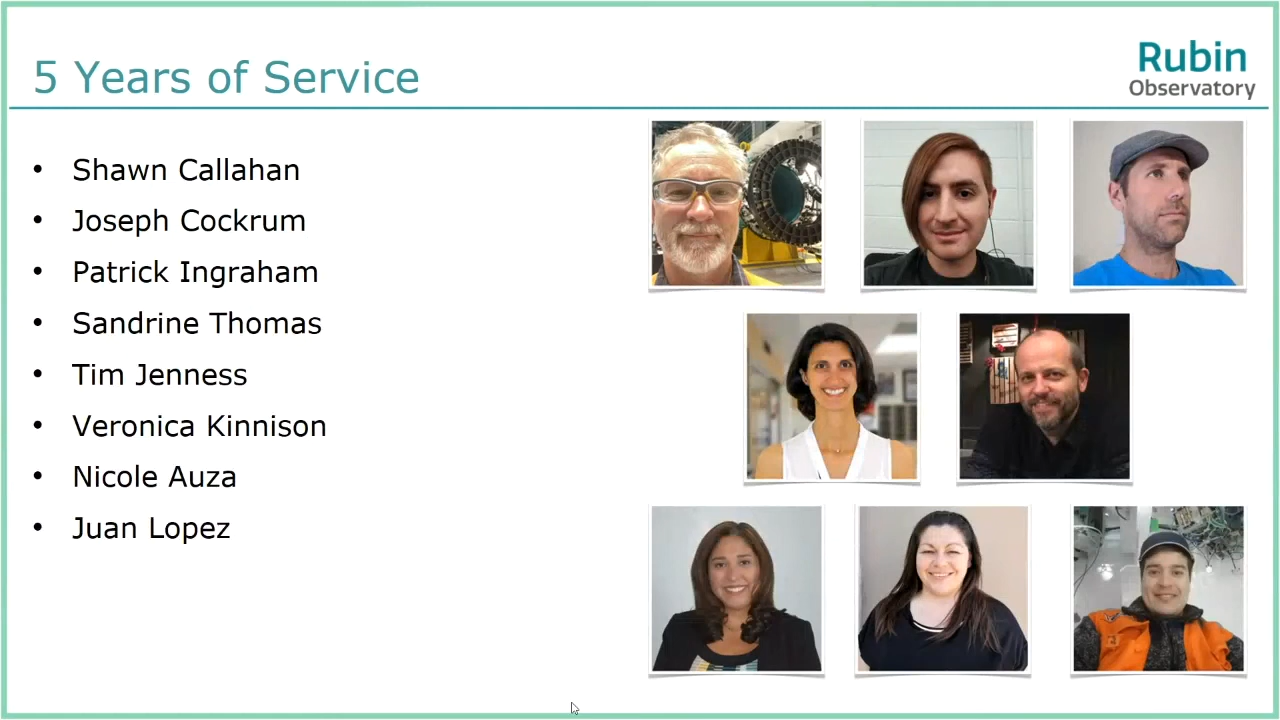 5 Years of Service
Rubin
Observatory
• Shawn Callahan
• Joseph Cockrum
• Patrick Ingraham
• Sandrine Thomas
• Tim Jenness
• Veronica Kinnison
• Nicole Auza
• Juan Lopez